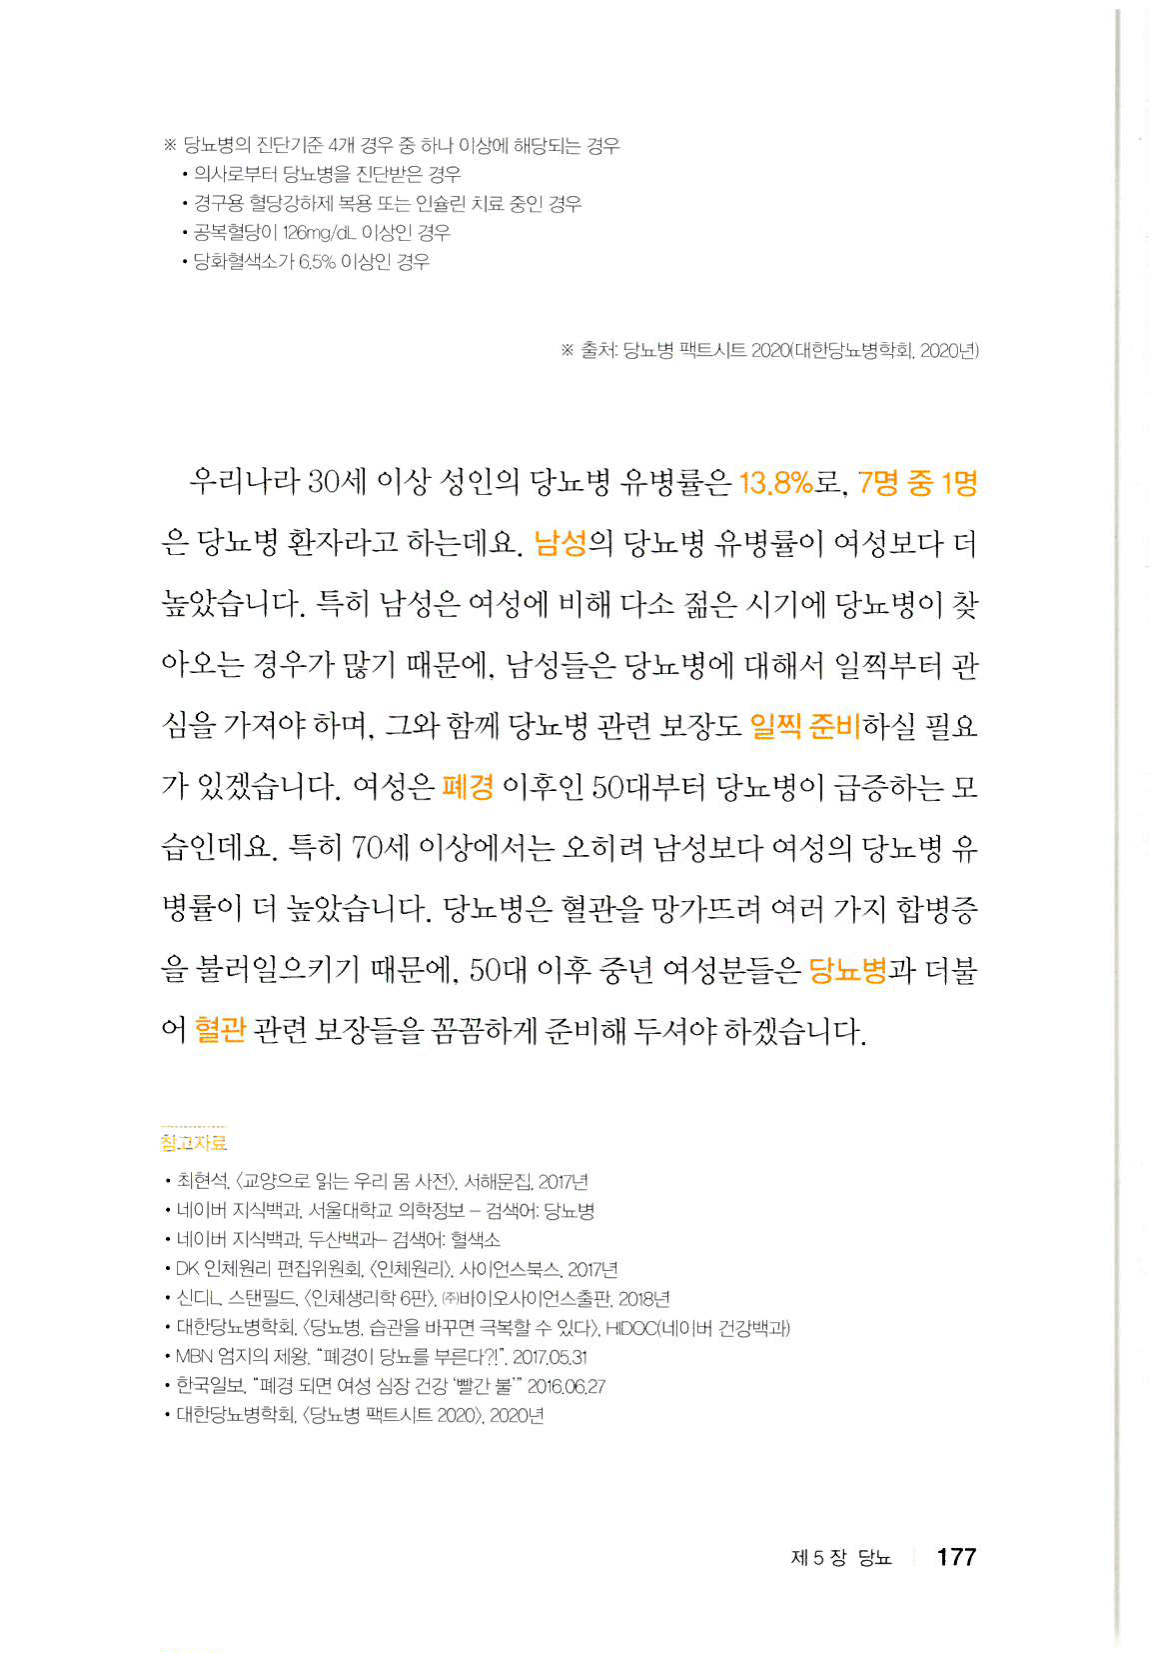 ※ 당뇨병의 진단기준 4개 경우 중 하나 이상에 해당되는 경우
• 의사로부터 당뇨병을 진단받은 경우
• 경구용 혈당강하제 복용 또는 인슐린 치료 중인 경우
• 공복혈당이 126mg/dL 이상인 경우
• 당화혈색소가 6.5% 이상인 경우
※ 출처: 당뇨병 팩트시트 2020(대한당뇨병학회, 2020년)
우리나라 30세 이상 성인의 당뇨병 유병률은 13.8%로, 7명 중 1명
은 당뇨병 환자라고 하는데요. 남성의 당뇨병 유병률이 여성보다 더
높았습니다. 특히 남성은 여성에 비해 다소 젊은 시기에 당뇨병이 찾
아오는 경우가 많기 때문에, 남성들은 당뇨병에 대해서 일찍부터 관
심을 가져야 하며, 그와 함께 당뇨병 관련 보장도 일찍 준비하실 필요
가 있겠습니다. 여성은 폐경 이후인 50대부터 당뇨병이 급증하는 모
습인데요. 특히 70세 이상에서는 오히려 남성보다 여성의 당뇨병 유
병률이 더 높았습니다. 당뇨병은 혈관을 망가뜨려 여러 가지 합병증
을 불러일으키기 때문에, 50대 이후 중년 여성분들은 당뇨병과 더불
어 혈관 관련 보장들을 꼼꼼하게 준비해 두셔야 하겠습니다.
참고자료
• 최현석, 〈교양으로 읽는 우리 몸 사전〉, 서해문집, 2017년
• 네이버 지식백과, 서울대학교 의학정보 – 검색어: 당뇨병
• 네이버 지식백과, 두산백과– 검색어: 혈색소
• DK 인체원리 편집위원회, 〈인체원리〉, 사이언스북스, 2017년
• 신디L. 스탠필드, 〈인체생리학 6판〉, ㈜바이오사이언스출판, 2018년
• 대한당뇨병학회, 〈당뇨병, 습관을 바꾸면 극복할 수 있다〉, HIDOC(네이버 건강백과)
• MBN 엄지의 제왕, “폐경이 당뇨를 부른다?!”, 2017.05.31
• 한국일보, “폐경 되면 여성 심장 건강 ‘빨간 불’” 2016.06.27
• 대한당뇨병학회, 〈당뇨병 팩트시트 2020〉, 2020년
제 5 장 당뇨 177